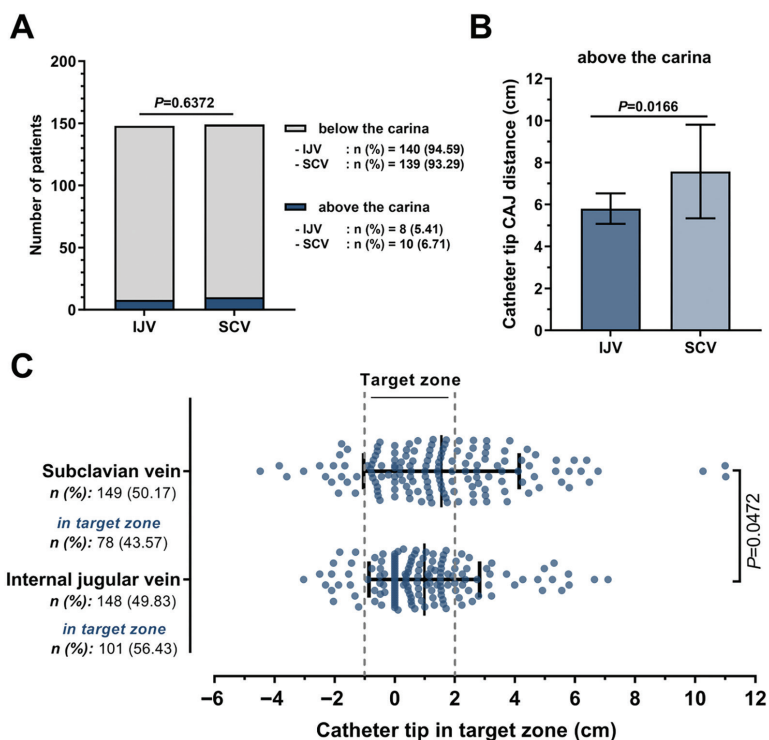 A
Number of patients
200
150
100
50
0
P=0.6372
IJV
SCV
below the carina
- IJV : n (%) = 140 (94.59)
- SCV : n (%) = 139 (93.29)
above the carina
- IJV : n (%) = 8 (5.41)
- SCV : n (%) = 10 (6.71)
B
above the carina
Catheter tip CAJ distance (cm)
12
10
8
6
4
2
0
P=0.0166
IJV
SCV
C
Target zone
Subclavian vein
n (%): 149 (50.17)
in target zone
n (%): 78 (43.57)
Internal jugular vein
n (%): 148 (49.83)
in target zone
n (%): 101 (56.43)
P=0.0472
−6 −4 −2 0 2 4 6 8 10 12
Catheter tip in target zone (cm)